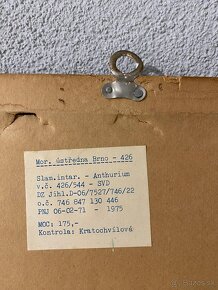 Mor. ústředna Brno - 426
Slam.intar. - Anthurium
v.č. 426/544 - SVD
DZ Jihl.D-06/7527/746/22
o.č. 746 847 130 446
PNJ 06-02-71 - 1975
MOC: 175,-
Kontrola: Kratochvílová